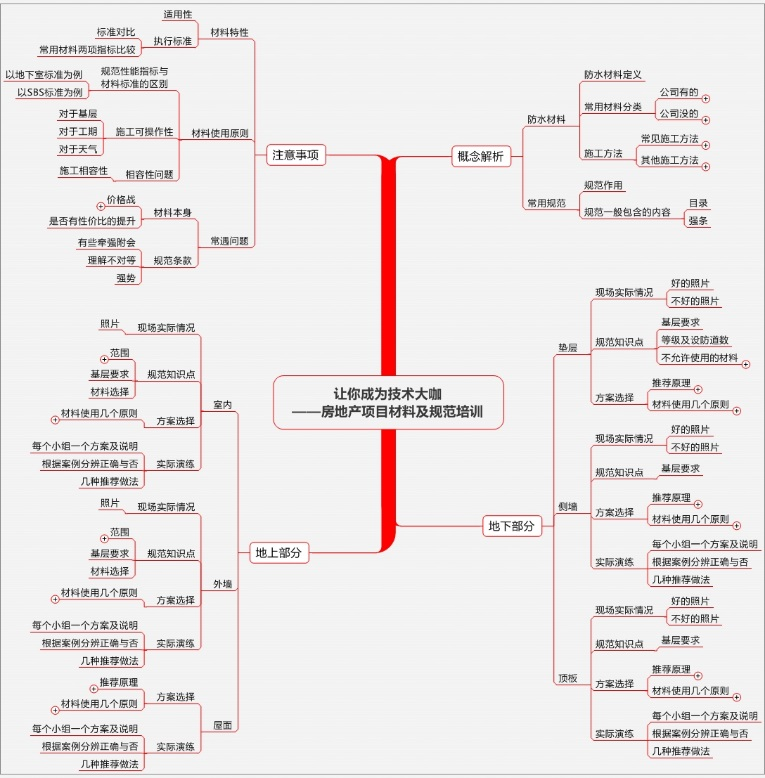 让你成为技术大咖
——房地产项目材料及规范培训
概念解析
防水材料
防水材料定义
常用材料分类
公司有的
公司没的
施工方法
常见施工方法
其他施工方法
常用规范
规范作用
规范一般包含的内容
目录
强条
地下部分
垫层
现场实际情况
好的照片
不好的照片
规范知识点
基层要求
等级及设防道数
不允许使用的材料
方案选择
推荐原理
材料使用几个原则
侧墙
现场实际情况
好的照片
不好的照片
规范知识点
基层要求
方案选择
推荐原理
材料使用几个原则
实际演练
每个小组一个方案及说明
根据案例分辨正确与否
几种推荐做法
顶板
现场实际情况
好的照片
不好的照片
规范知识点
基层要求
方案选择
推荐原理
材料使用几个原则
实际演练
每个小组一个方案及说明
根据案例分辨正确与否
几种推荐做法
注意事项
材料特性
适用性
执行标准
标准对比
常用材料两项指标比较
材料使用原则
规范性能指标与
材料标准的区别
以地下室标准为例
以SBS标准为例
施工可操作性
对于基层
对于工期
对于天气
相容性问题
施工相容性
常遇问题
材料本身
价格战
是否有性价比的提升
规范条款
有些牵强附会
理解不对等
强势
地上部分
室内
现场实际情况
照片
规范知识点
范围
基层要求
材料选择
方案选择
材料使用几个原则
实际演练
每个小组一个方案及说明
根据案例分辨正确与否
几种推荐做法
外墙
现场实际情况
照片
规范知识点
范围
基层要求
材料选择
方案选择
材料使用几个原则
实际演练
每个小组一个方案及说明
根据案例分辨正确与否
几种推荐做法
屋面
方案选择
推荐原理
材料使用几个原则
实际演练
每个小组一个方案及说明
根据案例分辨正确与否
几种推荐做法